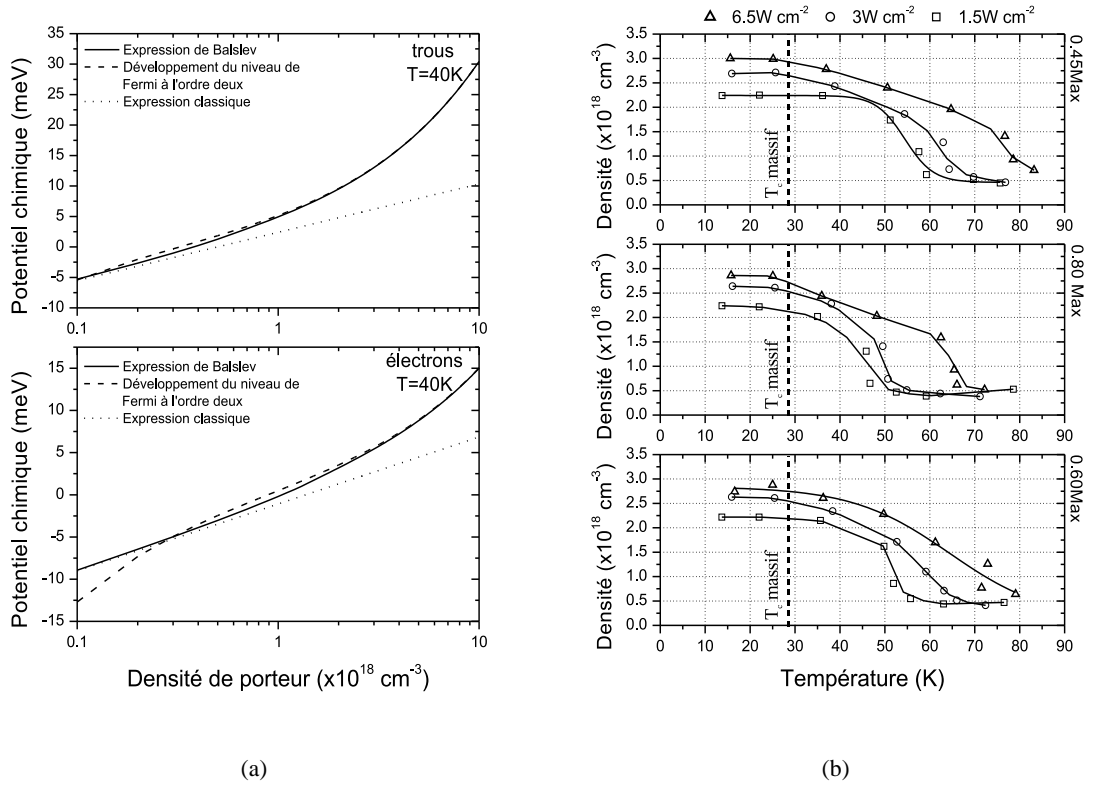 35
30
25
20
15
10
5
0
-5
-10
Potentiel chimique (meV)
Expression de Balslev
Développement du niveau de
Fermi à l'ordre deux
Expression classique
trous
T=40K
0.1 1 10
15
10
5
0
-5
-10
-15
Potentiel chimique (meV)
Expression de Balslev
Développement du niveau de
Fermi à l'ordre deux
Expression classique
électrons
T=40K
0.1 1 10
Densité de porteur (x10¹⁸ cm⁻³)
(a)
6.5W cm⁻² 3W cm⁻² 1.5W cm⁻²
3.5
3.0
2.5
2.0
1.5
1.0
0.5
0.0
Densité (x10¹⁸ cm⁻³)
T_c massif
0.45Max
0 10 20 30 40 50 60 70 80 90
3.5
3.0
2.5
2.0
1.5
1.0
0.5
0.0
Densité (x10¹⁸ cm⁻³)
T_c massif
0.80 Max
0 10 20 30 40 50 60 70 80 90
3.5
3.0
2.5
2.0
1.5
1.0
0.5
0.0
Densité (x10¹⁸ cm⁻³)
T_c massif
0.60Max
0 10 20 30 40 50 60 70 80 90
Température (K)
(b)